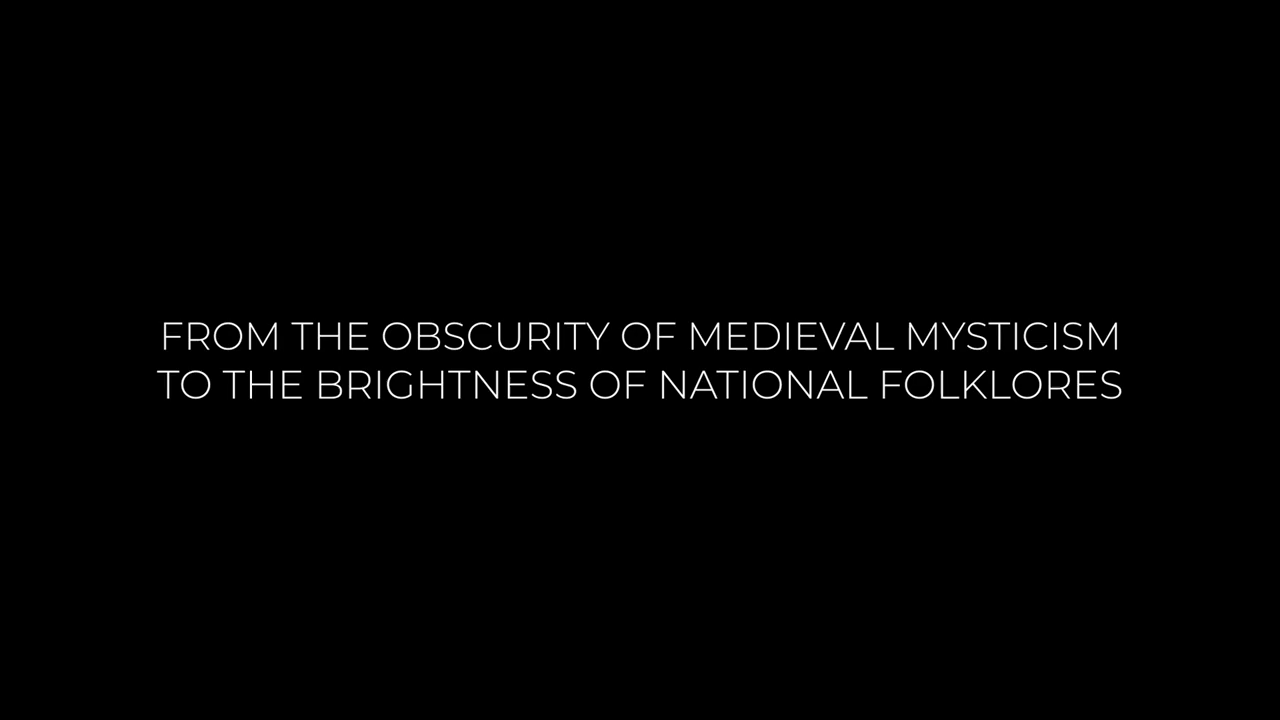 FROM THE OBSCURITY OF MEDIEVAL MYSTICISM
TO THE BRIGHTNESS OF NATIONAL FOLKLORES